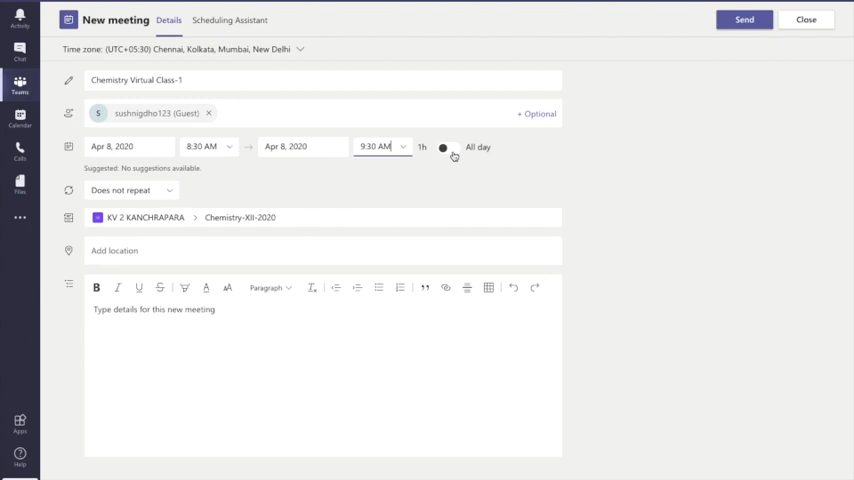 New meeting Details Scheduling Assistant Send Close
Activity
Chat
Teams
Calendar
Calls
Files
Apps
Help
Time zone: (UTC+05:30) Chennai, Kolkata, Mumbai, New Delhi
Chemistry Virtual Class-1
S sushnigdho123 (Guest) × + Optional
Apr 8, 2020 8:30 AM → Apr 8, 2020 9:30 AM 1h All day
Suggested: No suggestions available.
Does not repeat
KV 2 KANCHRAPARA > Chemistry-XII-2020
Add location
B I U S A AA Paragraph
Type details for this new meeting